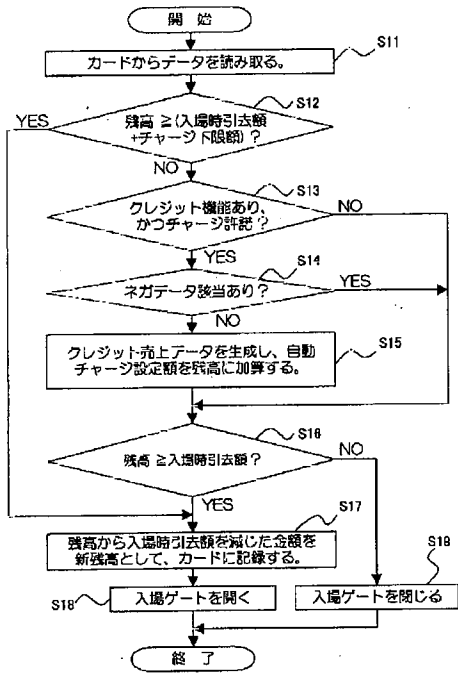 開 始
S11
カードからデータを読み取る。
S12
YES
残高 ≧(入場時引去額
+チャージ下限額)?
NO
S13
クレジット機能あり、
かつチャージ許諾?
NO
YES
S14
ネガデータ該当あり?
YES
NO
クレジット売上データを生成し、自動
チャージ設定額を残高に加算する。
S15
S16
残高 ≧入場時引去額?
NO
YES
S17
残高から入場時引去額を減じた金額を
新残高として、カードに記録する。
S18
入場ゲートを開く
S19
入場ゲートを閉じる
終 了